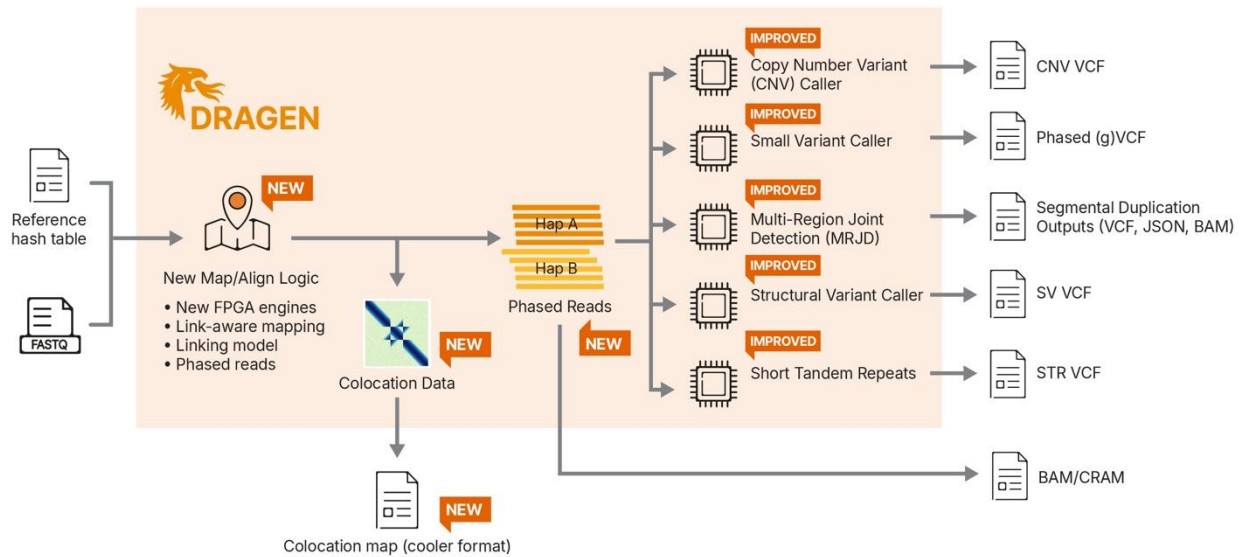 DRAGEN
Reference
hash table
FASTQ
NEW
New Map/Align Logic
• New FPGA engines
• Link-aware mapping
• Linking model
• Phased reads
NEW
Colocation Data
NEW
Colocation map (cooler format)
Hap A
Hap B
Phased Reads
NEW
IMPROVED
Copy Number Variant
(CNV) Caller
IMPROVED
Small Variant Caller
IMPROVED
Multi-Region Joint
Detection (MRJD)
IMPROVED
Structural Variant Caller
IMPROVED
Short Tandem Repeats
CNV VCF
Phased (g)VCF
Segmental Duplication
Outputs (VCF, JSON, BAM)
SV VCF
STR VCF
BAM/CRAM